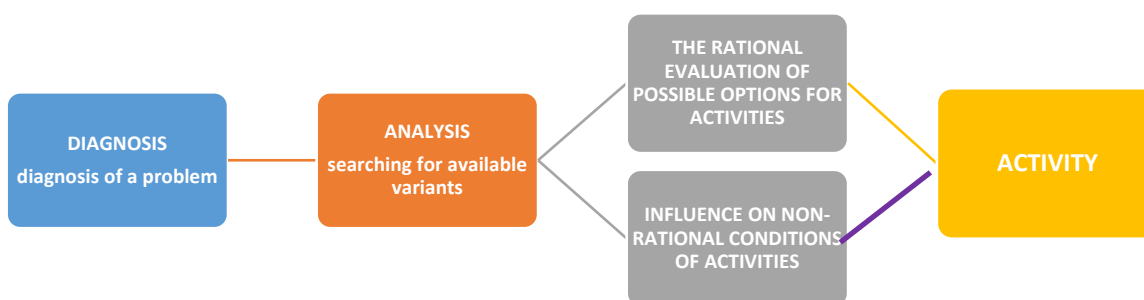 DIAGNOSIS
diagnosis of a problem
ANALYSIS
searching for available
variants
THE RATIONAL
EVALUATION OF
POSSIBLE OPTIONS FOR
ACTIVITIES
INFLUENCE ON NON-
RATIONAL CONDITIONS
OF ACTIVITIES
ACTIVITY